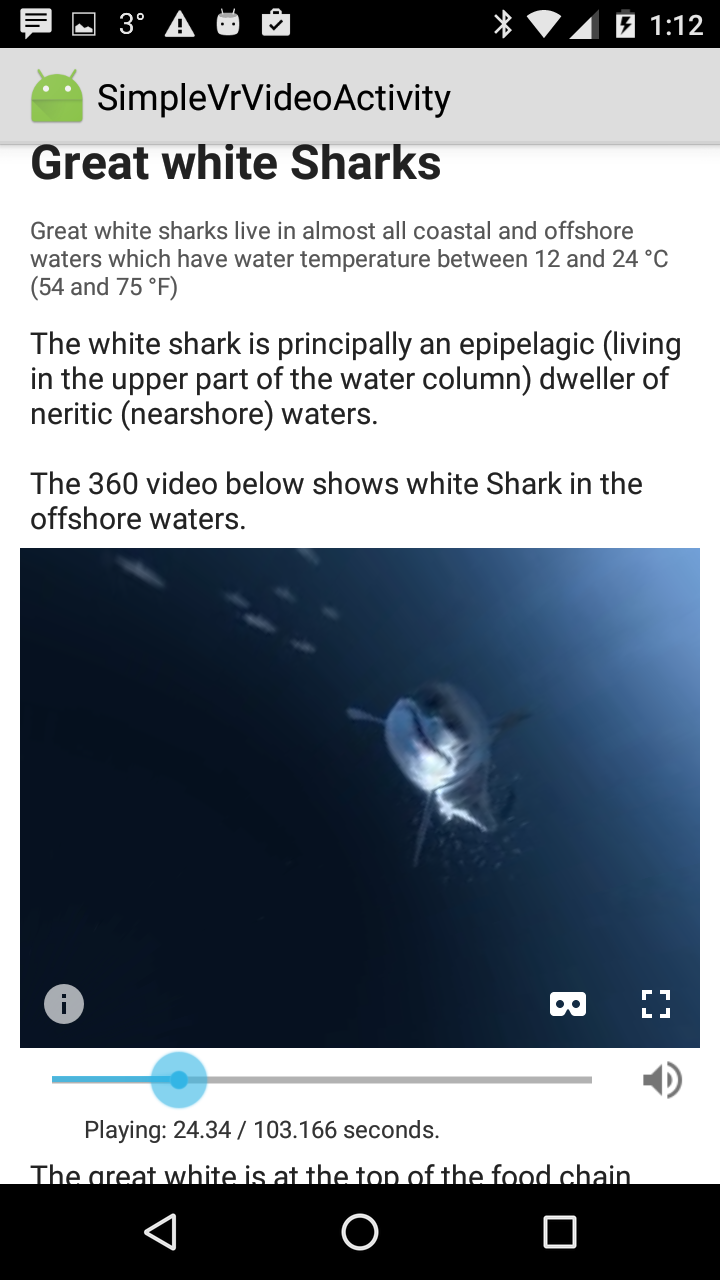 3° 1:12
SimpleVrVideoActivity
Great white Sharks
Great white sharks live in almost all coastal and offshore
waters which have water temperature between 12 and 24 °C
(54 and 75 °F)
The white shark is principally an epipelagic (living
in the upper part of the water column) dweller of
neritic (nearshore) waters.
The 360 video below shows white Shark in the
offshore waters.
i
Playing: 24.34 / 103.166 seconds.
The great white is at the top of the food chain